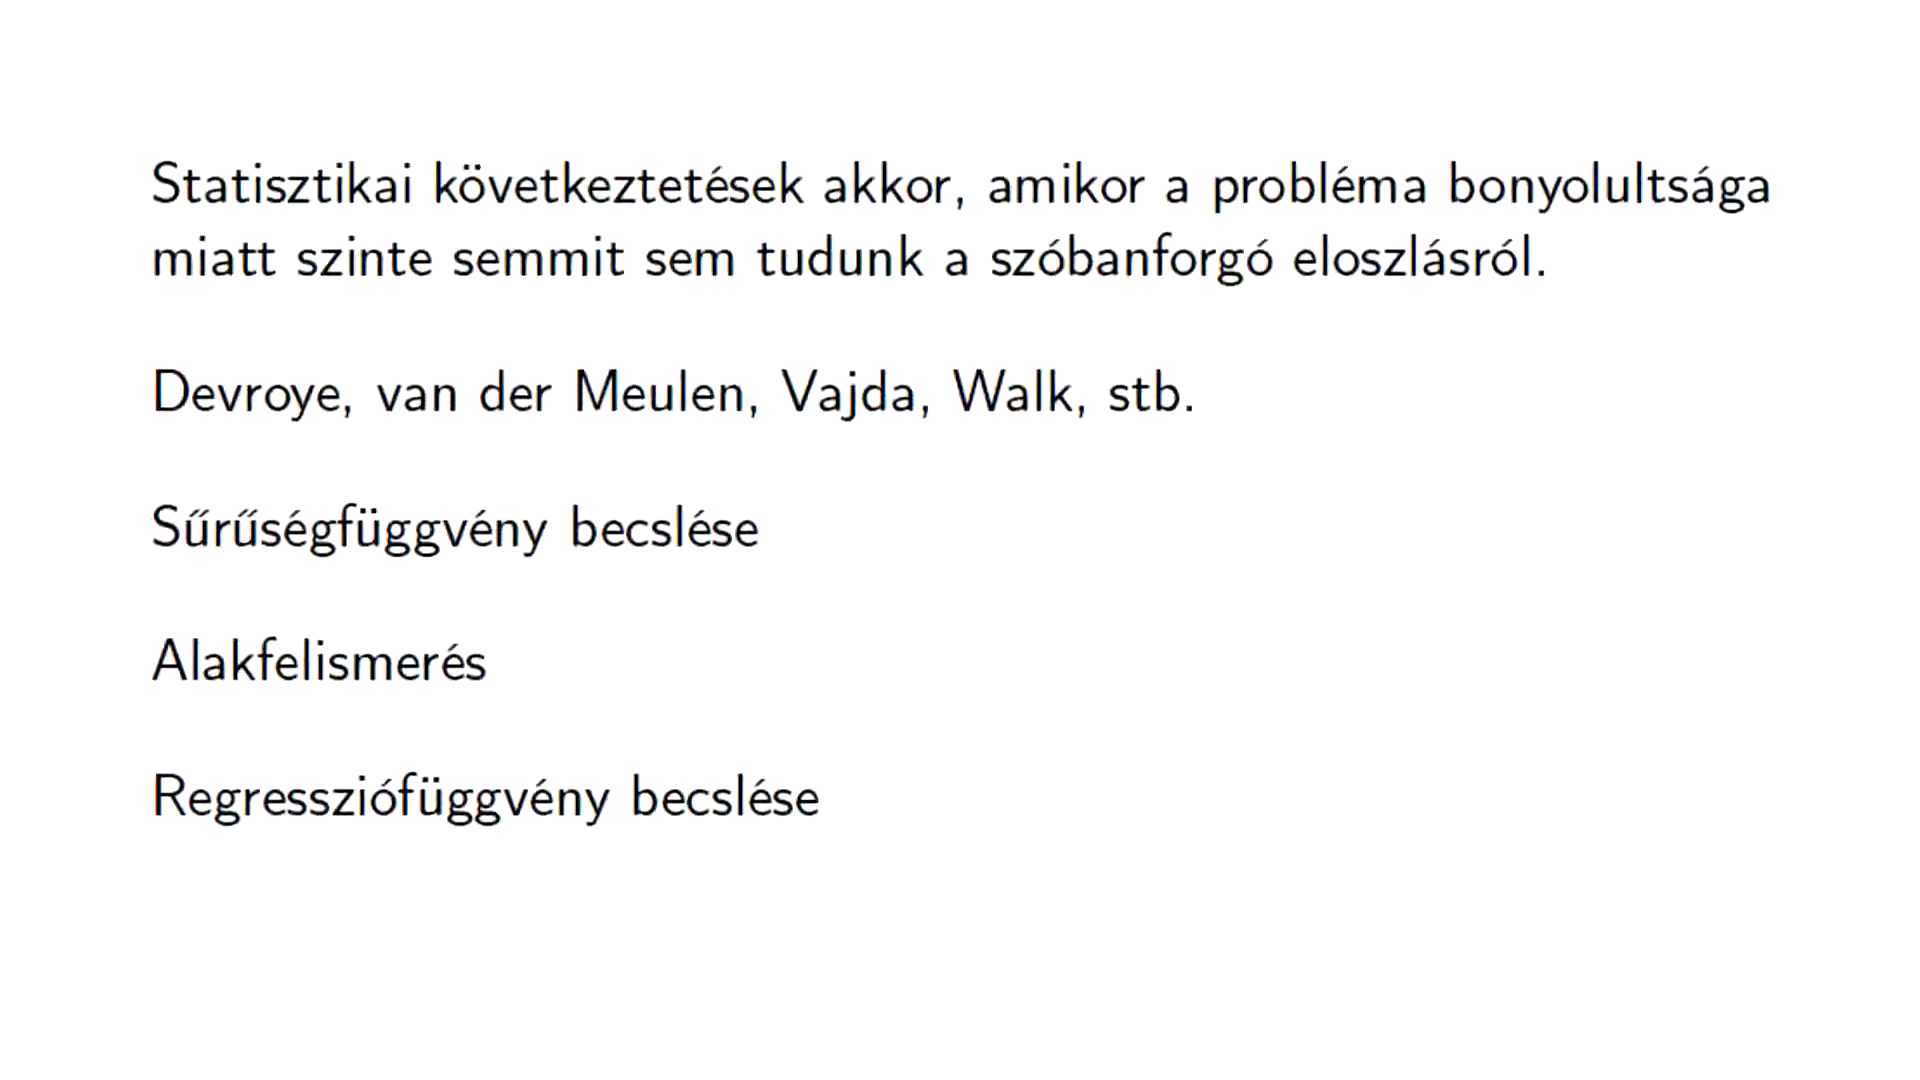 Statisztikai következtetések akkor, amikor a probléma bonyolultsága
miatt szinte semmit sem tudunk a szóbanforgó eloszlásról.
Devroye, van der Meulen, Vajda, Walk, stb.
Sűrűségfüggvény becslése
Alakfelismerés
Regressziófüggvény becslése